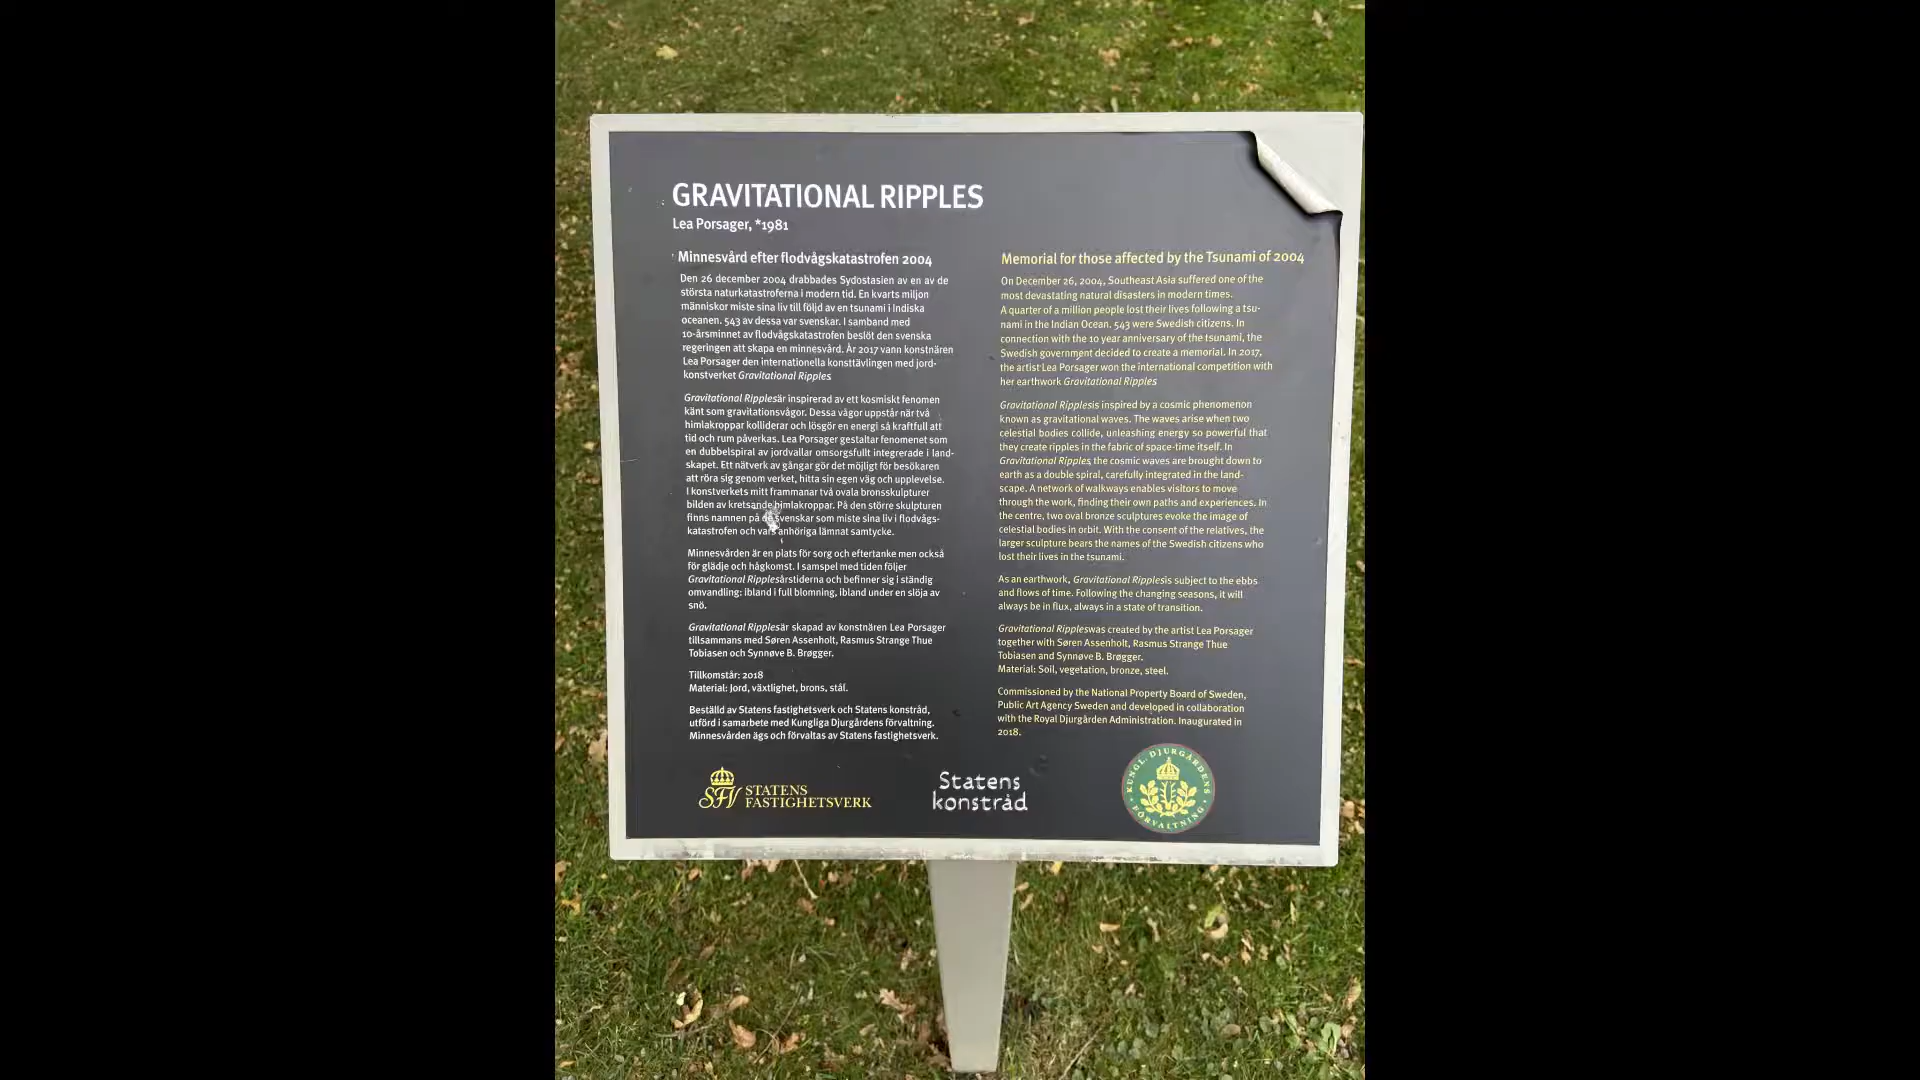 GRAVITATIONAL RIPPLES
Lea Porsager, *1981
Minnesvård efter flodvågskatastrofen 2004
Den 26 december 2004 drabbades Sydostasien av en av de
största naturkatastroferna i modern tid. En kvarts miljon
människor miste sina liv till följd av en tsunami i Indiska
oceanen. 543 av dessa var svenskar. I samband med
10-årsminnet av flodvågskatastrofen beslöt den svenska
regeringen att skapa en minnesvård. År 2017 vann konstnären
Lea Porsager den internationella konsttävlingen med jord-
konstverket Gravitational Ripples
Gravitational Ripplesär inspirerad av ett kosmiskt fenomen
känt som gravitationsvågor. Dessa vågor uppstår när två
himlakroppar kolliderar och lösgör en energi så kraftfull att
tid och rum påverkas. Lea Porsager gestaltar fenomenet som
en dubbelspiral av jordvallar omsorgsfullt integrerade i land-
skapet. Ett nätverk av gångar gör det möjligt för besökaren
att röra sig genom verket, hitta sin egen väg och upplevelse.
I konstverkets mitt frammanar två ovala bronsskulpturer
bilden av kretsande himlakroppar. På den större skulpturen
finns namnen på de svenskar som miste sina liv i flodvågs-
katastrofen och vars anhöriga lämnat samtycke.
Minnesvården är en plats för sorg och eftertanke men också
för glädje och hågkomst. I samspel med tiden följer
Gravitational Ripplesårstiderna och befinner sig i ständig
omvandling: ibland i full blomning, ibland under en slöja av
snö.
Gravitational Ripplesär skapad av konstnären Lea Porsager
tillsammans med Søren Assenholt, Rasmus Strange Thue
Tobiasen och Synnøve B. Brøgger.
Tillkomstår: 2018
Material: Jord, växtlighet, brons, stål.
Beställd av Statens fastighetsverk och Statens konstråd,
utförd i samarbete med Kungliga Djurgårdens förvaltning.
Minnesvården ägs och förvaltas av Statens fastighetsverk.
Memorial for those affected by the Tsunami of 2004
On December 26, 2004, Southeast Asia suffered one of the
most devastating natural disasters in modern times.
A quarter of a million people lost their lives following a tsu-
nami in the Indian Ocean. 543 were Swedish citizens. In
connection with the 10 year anniversary of the tsunami, the
Swedish government decided to create a memorial. In 2017,
the artist Lea Porsager won the international competition with
her earthwork Gravitational Ripples
Gravitational Ripplesis inspired by a cosmic phenomenon
known as gravitational waves. The waves arise when two
celestial bodies collide, unleashing energy so powerful that
they create ripples in the fabric of space-time itself. In
Gravitational Ripples, the cosmic waves are brought down to
earth as a double spiral, carefully integrated in the land-
scape. A network of walkways enables visitors to move
through the work, finding their own paths and experiences. In
the centre, two oval bronze sculptures evoke the image of
celestial bodies in orbit. With the consent of the relatives, the
larger sculpture bears the names of the Swedish citizens who
lost their lives in the tsunami.
As an earthwork, Gravitational Ripplesis subject to the ebbs
and flows of time. Following the changing seasons, it will
always be in flux, always in a state of transition.
Gravitational Rippleswas created by the artist Lea Porsager
together with Søren Assenholt, Rasmus Strange Thue
Tobiasen and Synnøve B. Brøgger.
Material: Soil, vegetation, bronze, steel.
Commissioned by the National Property Board of Sweden,
Public Art Agency Sweden and developed in collaboration
with the Royal Djurgården Administration. Inaugurated in
2018.
SFV STATENS
FASTIGHETSVERK
Statens
konstråd
KUNGL. DJURGÅRDENS
FÖRVALTNING